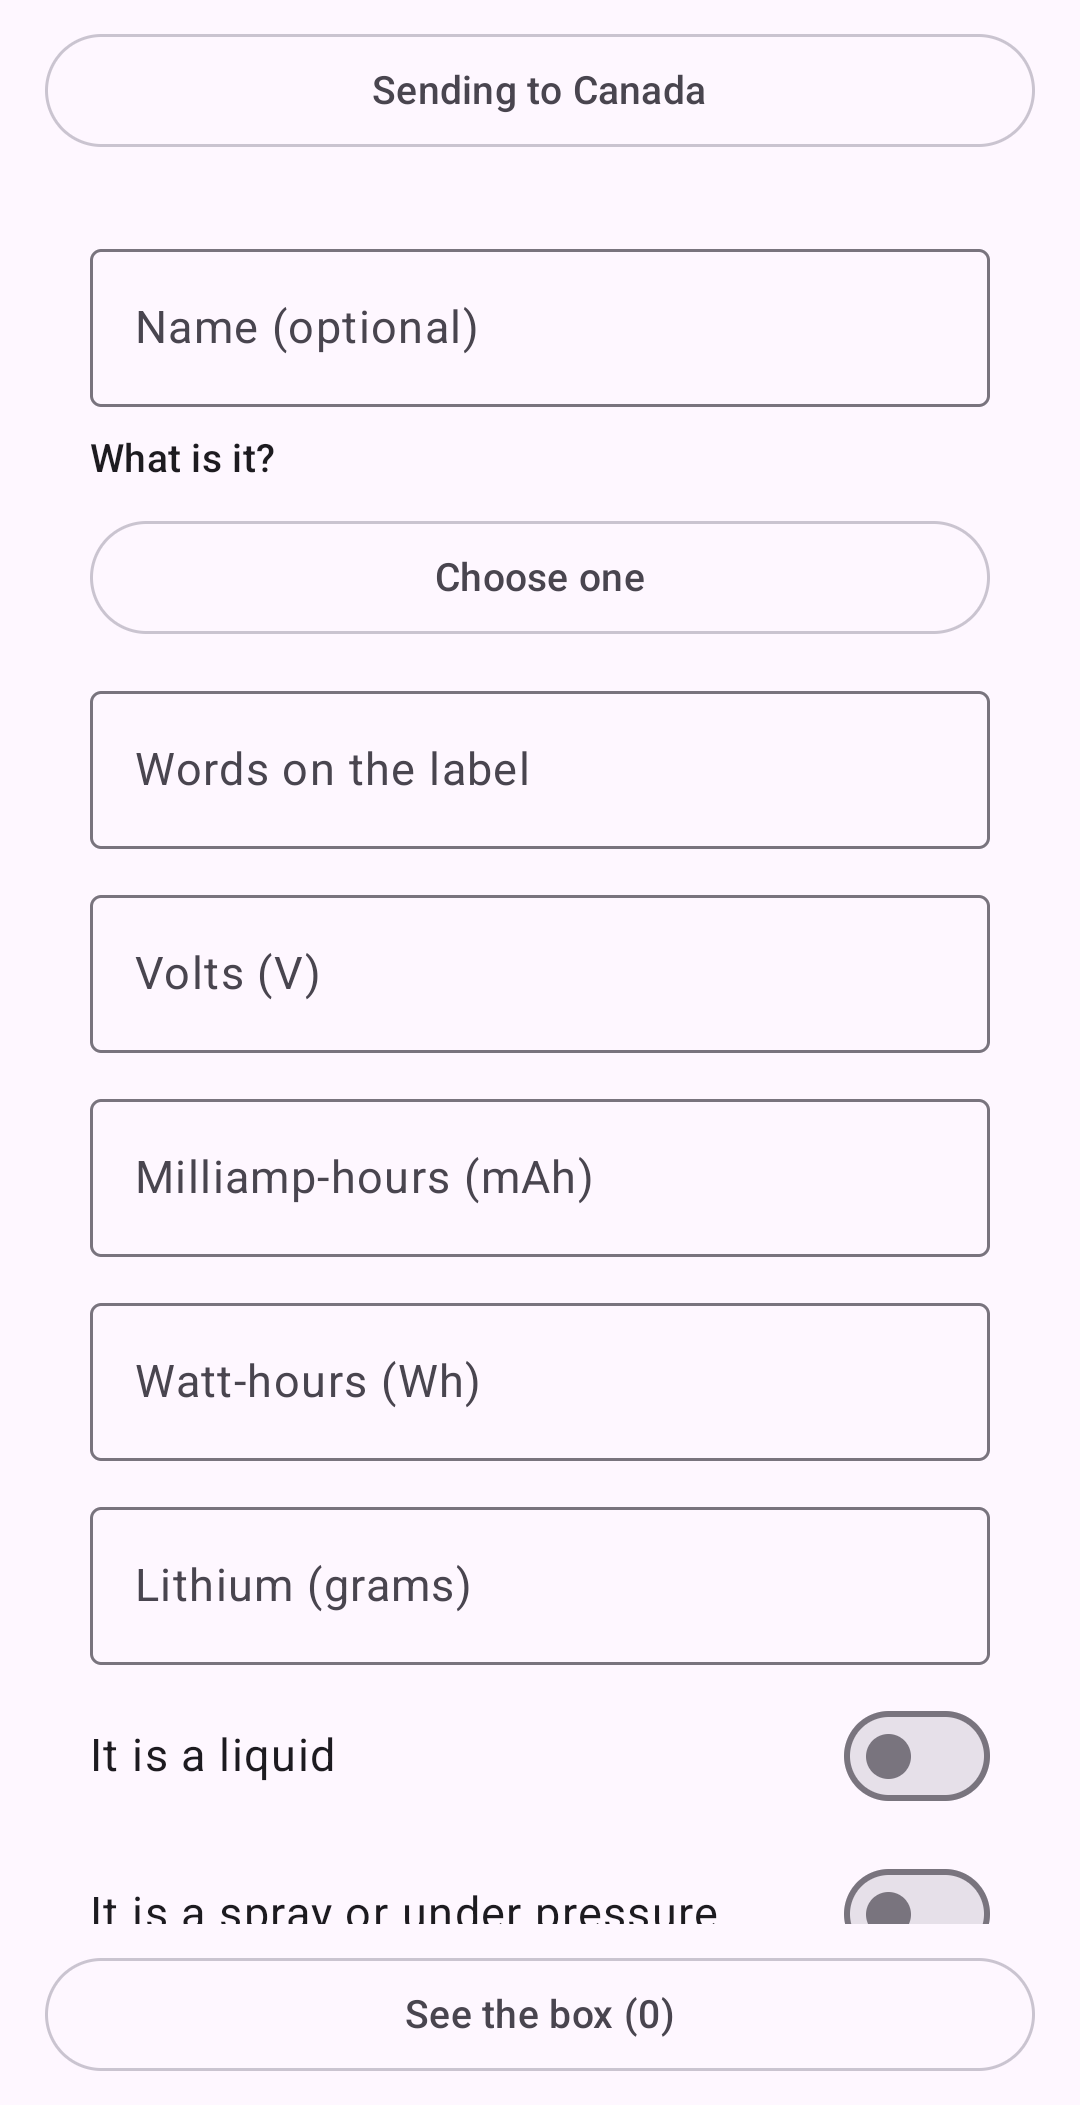 Sending to Canada
Name (optional)
What is it?
Choose one
Words on the label
Volts (V)
Milliamp-hours (mAh)
Watt-hours (Wh)
Lithium (grams)
It is a liquid
It is a spray or under pressure
See the box (0)